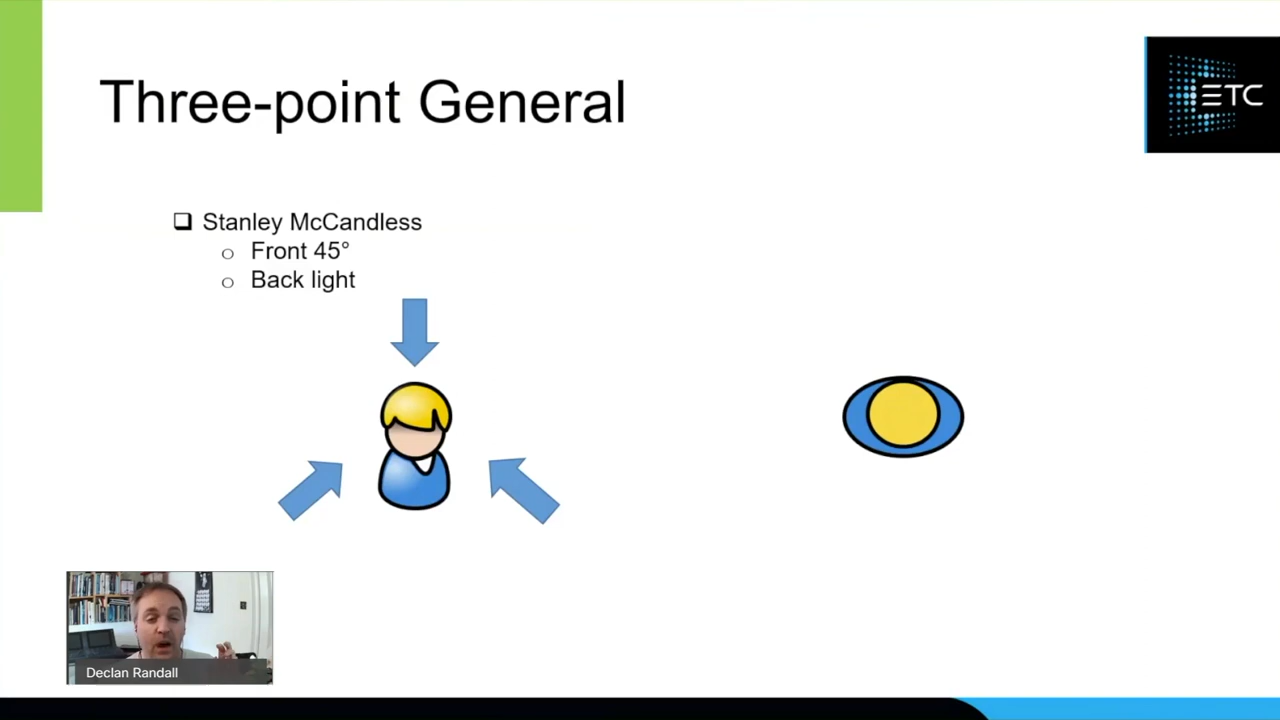 Three-point General
ETC
Stanley McCandless
Front 45°
Back light
Declan Randall